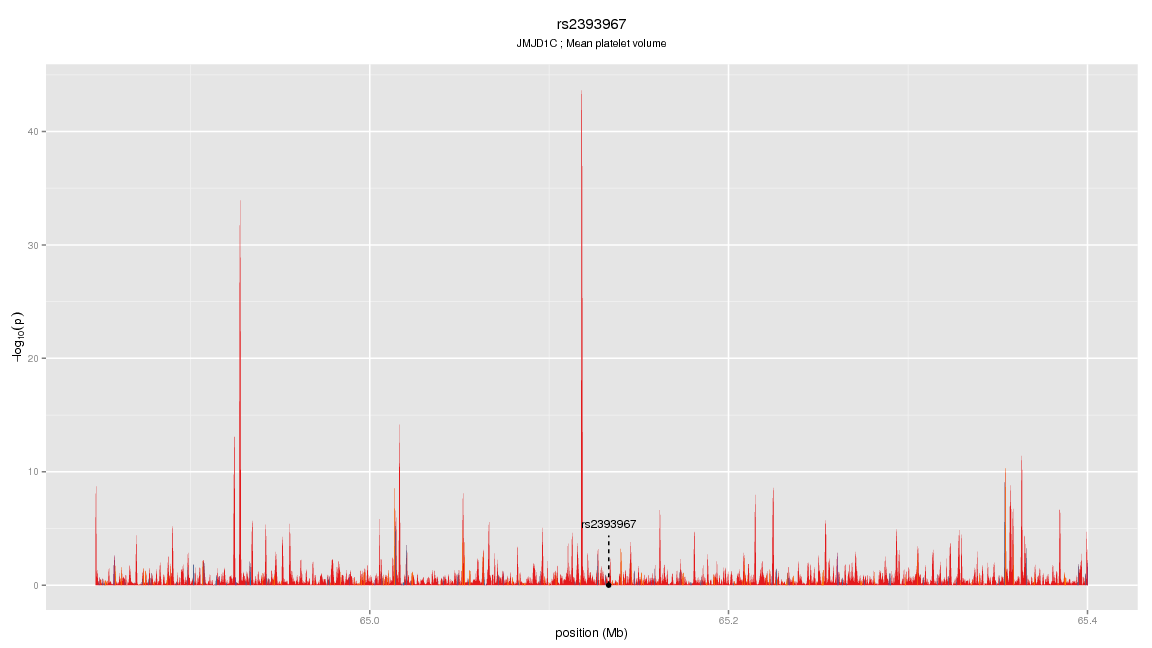 rs2393967
JMJD1C ; Mean platelet volume
−log10(p)
40
30
20
10
0
rs2393967
65.0
65.2
65.4
position (Mb)